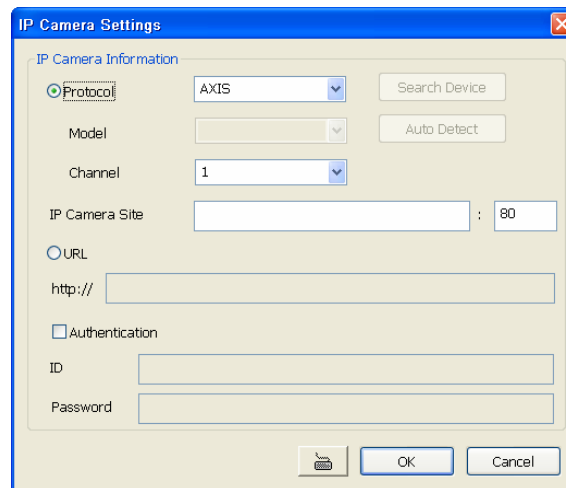 IP Camera Settings
IP Camera Information
Protocol AXIS Search Device
Model Auto Detect
Channel 1
IP Camera Site : 80
URL
http://
Authentication
ID
Password
OK Cancel